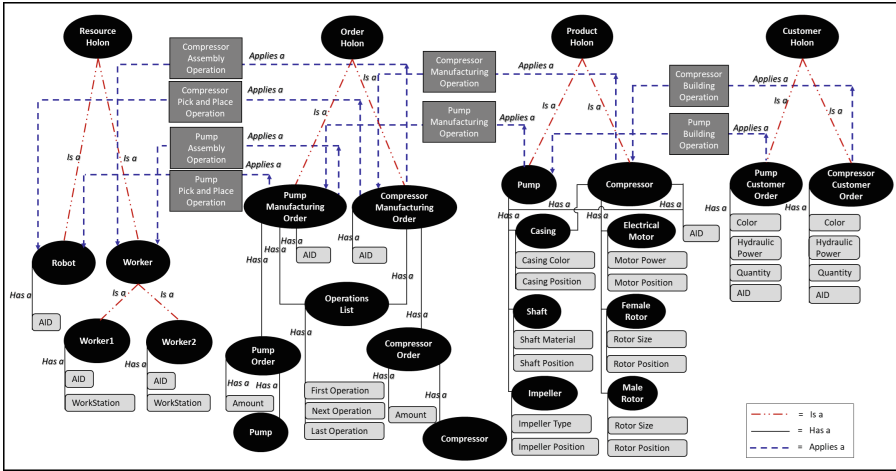 Resource
Holon
Order
Holon
Product
Holon
Customer
Holon
Compressor
Assembly
Operation
Applies a
Compressor
Pick and Place
Operation
Applies a
Pump
Assembly
Operation
Applies a
Pump
Pick and Place
Operation
Applies a
Compressor
Manufacturing
Operation
Applies a
Pump
Manufacturing
Operation
Applies a
Compressor
Building
Operation
Applies a
Pump
Building
Operation
Applies a
Is a
Is a
Is a
Is a
Is a
Is a
Is a
Is a
Robot
Worker
Has a
AID
Is a
Is a
Worker1
Worker2
Has a
AID
WorkStation
Has a
AID
WorkStation
Pump
Manufacturing
Order
Compressor
Manufacturing
Order
Has a
Has a
Has a
AID
Has a
AID
Has a
Operations
List
Has a
First Operation
Next Operation
Last Operation
Pump
Order
Has a
Amount
Has a
Pump
Compressor
Order
Has a
Amount
Has a
Compressor
Pump
Compressor
Has a
Has a
Has a
AID
Casing
Casing Color
Casing Position
Electrical
Motor
Motor Power
Motor Position
Shaft
Shaft Material
Shaft Position
Female
Rotor
Rotor Size
Rotor Position
Impeller
Impeller Type
Impeller Position
Male
Rotor
Rotor Size
Rotor Position
Pump
Customer
Order
Compressor
Customer Order
Has a
Color
Hydraulic
Power
Quantity
AID
Has a
Color
Hydraulic
Power
Quantity
AID
= Is a
= Has a
= Applies a